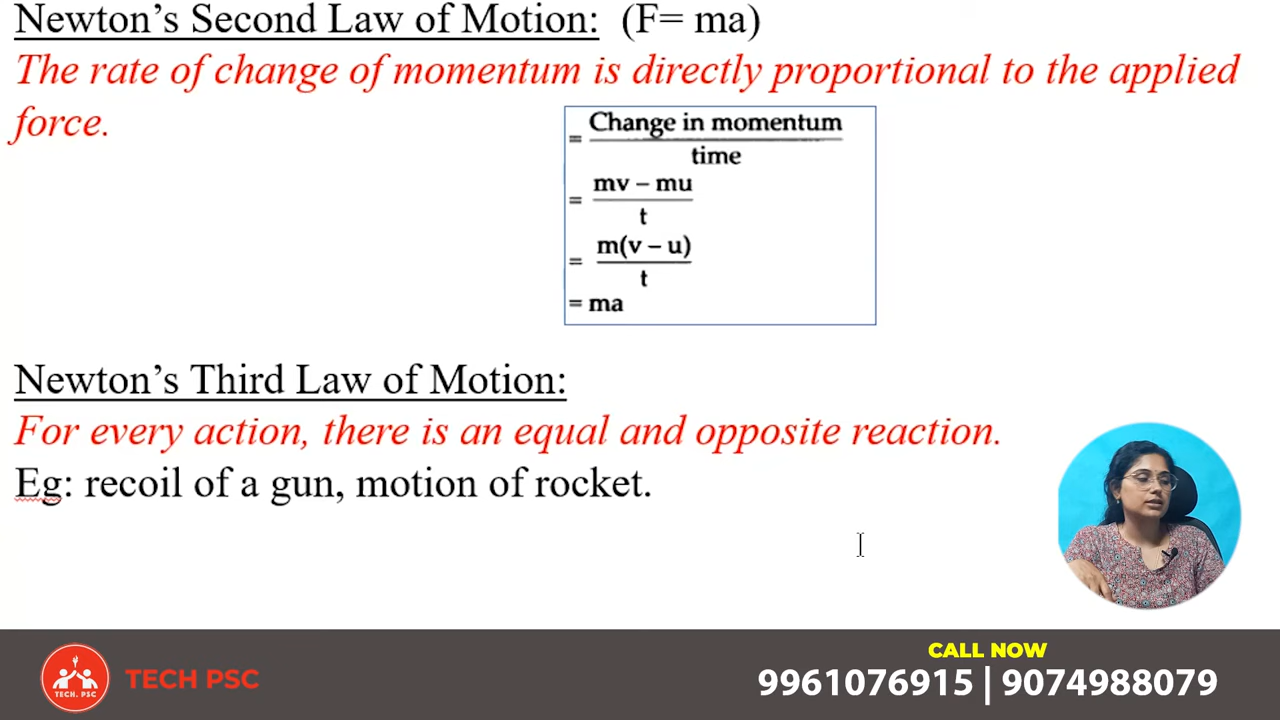 Newton's Second Law of Motion: (F= ma)
The rate of change of momentum is directly proportional to the applied
force.
= Change in momentum
time
= mv – mu
t
= m(v – u)
t
= ma
Newton's Third Law of Motion:
For every action, there is an equal and opposite reaction.
Eg: recoil of a gun, motion of rocket.
TECH. PSC
TECH PSC
CALL NOW
9961076915 | 9074988079